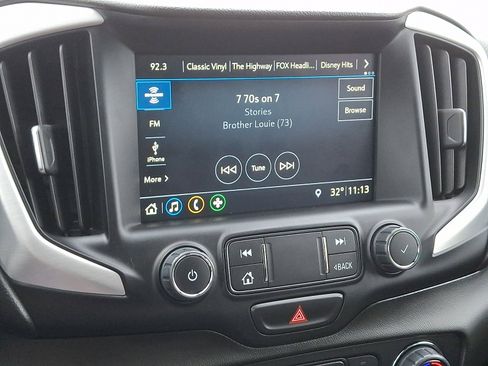 92.3 Classic Vinyl The Highway FOX Headli... Disney Hits
7 70s on 7
Sound
Stories
Browse
Brother Louie (73)
FM
iPhone
Tune
More
32° 11:13
BACK